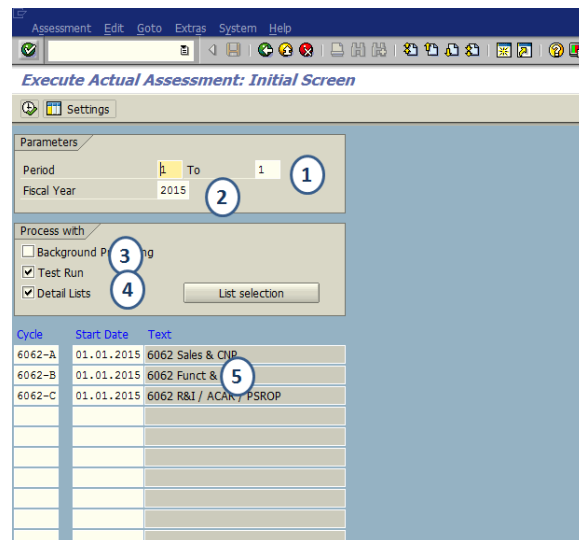 Assessment Edit Goto Extras System Help
Execute Actual Assessment: Initial Screen
Settings
Parameters
Period 1 To 1 1
Fiscal Year 2015 2
Process with
Background 3
Test Run
Detail Lists 4 List selection
Cycle Start Date Text
6062-A 01.01.2015 6062 Sales & CNP
6062-B 01.01.2015 6062 Funct & 5
6062-C 01.01.2015 6062 R&I / ACAR / PSROP